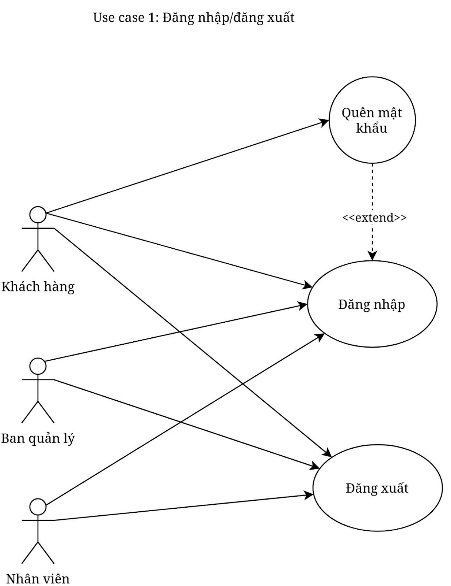 Use case 1: Đăng nhập/đăng xuất
Quên mật
khẩu
<<extend>>
Khách hàng
Đăng nhập
Ban quản lý
Đăng xuất
Nhân viên